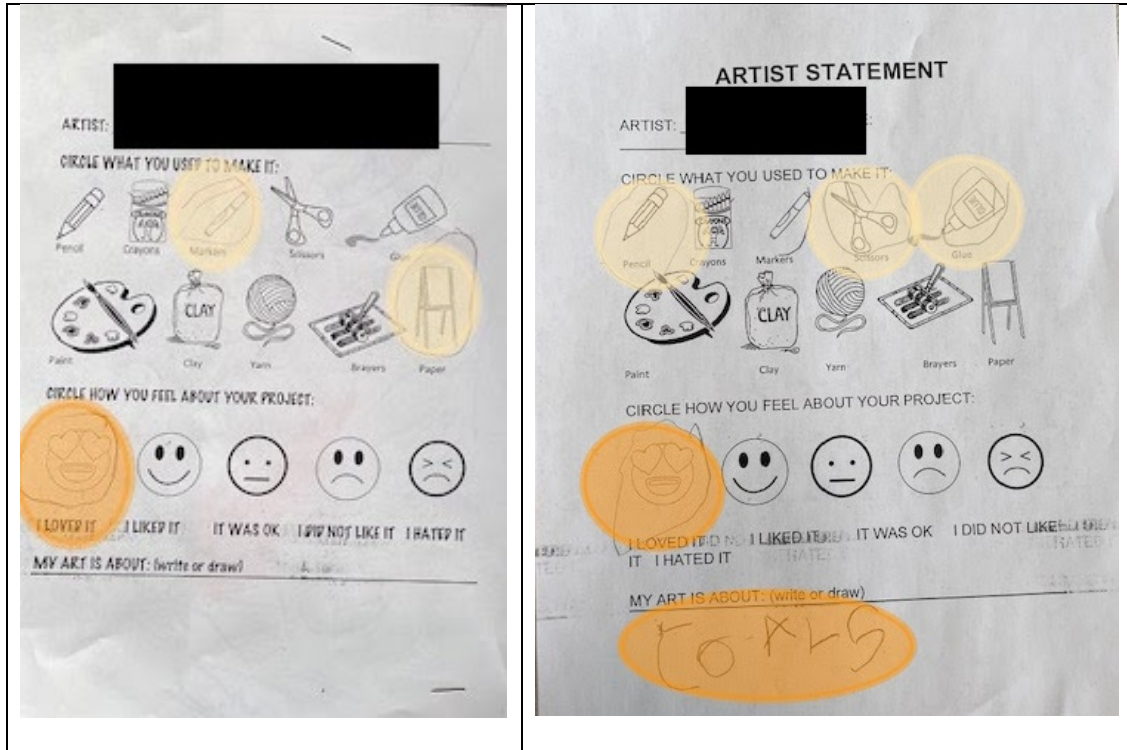 ARTIST:
CIRCLE WHAT YOU USED TO MAKE IT:
Pencil Crayons Markers Scissors Glue
CLAY
Paint Clay Yarn Brayers Paper
CIRCLE HOW YOU FEEL ABOUT YOUR PROJECT:
I LOVED IT I LIKED IT IT WAS OK I DID NOT LIKE IT I HATED IT
MY ART IS ABOUT: (write or draw)
ARTIST STATEMENT
ARTIST:
CIRCLE WHAT YOU USED TO MAKE IT:
Pencil Crayons Markers Scissors Glue
CLAY
Paint Clay Yarn Brayers Paper
CIRCLE HOW YOU FEEL ABOUT YOUR PROJECT:
I LOVED IT I LIKED IT IT WAS OK I DID NOT LIKE
IT I HATED IT
MY ART IS ABOUT: (write or draw)